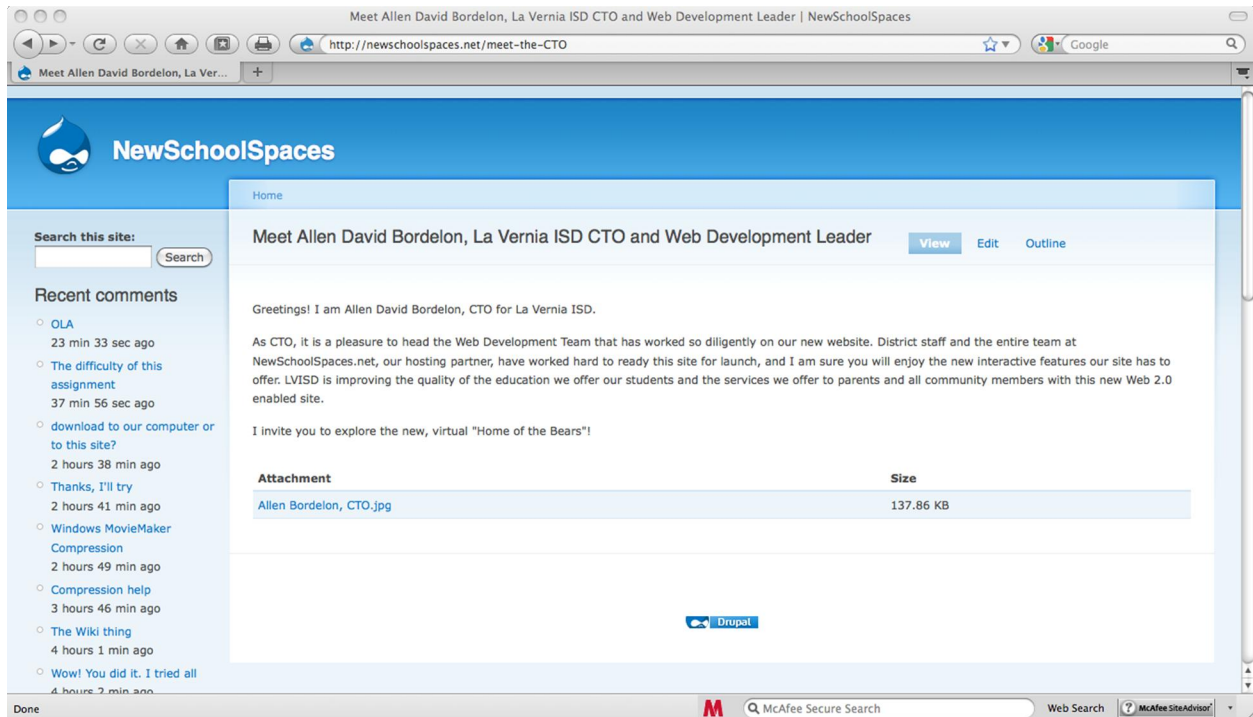 Meet Allen David Bordelon, La Vernia ISD CTO and Web Development Leader | NewSchoolSpaces
http://newschoolspaces.net/meet-the-CTO
Google
Meet Allen David Bordelon, La Ver...
NewSchoolSpaces
Home
Search this site:
Search
Recent comments
OLA
23 min 33 sec ago
The difficulty of this
assignment
37 min 56 sec ago
download to our computer or
to this site?
2 hours 38 min ago
Thanks, I'll try
2 hours 41 min ago
Windows MovieMaker
Compression
2 hours 49 min ago
Compression help
3 hours 46 min ago
The Wiki thing
4 hours 1 min ago
Wow! You did it. I tried all
4 hours 2 min ago
Meet Allen David Bordelon, La Vernia ISD CTO and Web Development Leader
View Edit Outline
Greetings! I am Allen David Bordelon, CTO for La Vernia ISD.
As CTO, it is a pleasure to head the Web Development Team that has worked so diligently on our new website. District staff and the entire team at
NewSchoolSpaces.net, our hosting partner, have worked hard to ready this site for launch, and I am sure you will enjoy the new interactive features our site has to
offer. LVISD is improving the quality of the education we offer our students and the services we offer to parents and all community members with this new Web 2.0
enabled site.
I invite you to explore the new, virtual "Home of the Bears"!
Attachment Size
Allen Bordelon, CTO.jpg 137.86 KB
Drupal
Done
McAfee Secure Search
Web Search
McAfee SiteAdvisor